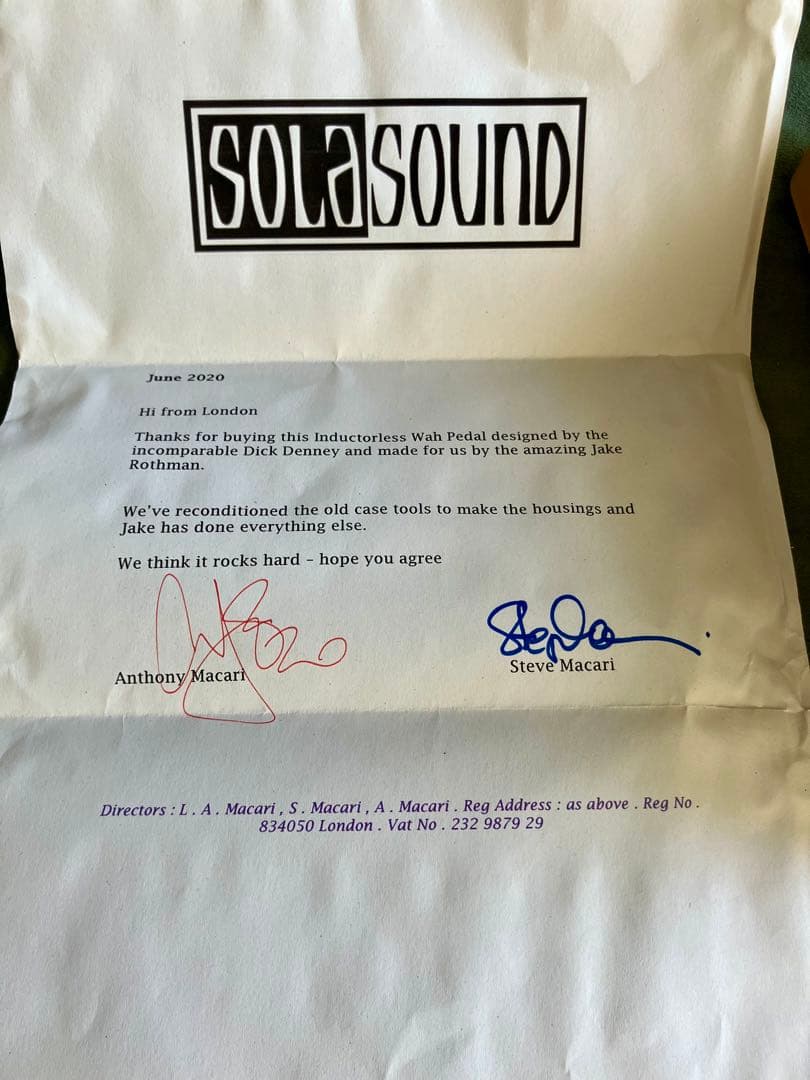 SOLASOUND
June 2020
Hi from London
Thanks for buying this Inductorless Wah Pedal designed by the
incomparable Dick Denney and made for us by the amazing Jake
Rothman.
We've reconditioned the old case tools to make the housings and
Jake has done everything else.
We think it rocks hard – hope you agree
Anthony Macari
Steve Macari
Directors : L . A . Macari , S . Macari , A . Macari . Reg Address : as above . Reg No .
834050 London . Vat No . 232 9879 29